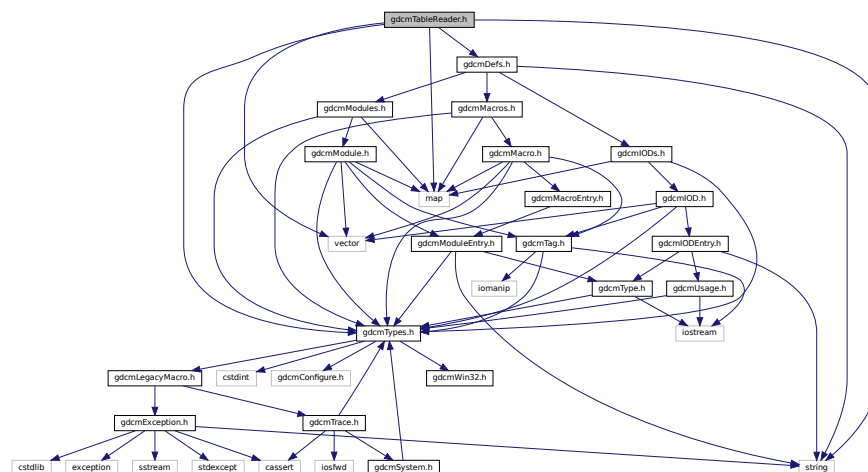 gdcmTableReader.h
gdcmDefs.h
gdcmModules.h
gdcmMacros.h
gdcmModule.h
gdcmMacro.h
gdcmIODs.h
map
gdcmMacroEntry.h
gdcmIOD.h
vector
gdcmModuleEntry.h
gdcmTag.h
gdcmIODEntry.h
iomanip
gdcmType.h
gdcmUsage.h
gdcmTypes.h
iostream
gdcmLegacyMacro.h
cstdint
gdcmConfigure.h
gdcmWin32.h
gdcmException.h
gdcmTrace.h
cstdlib
exception
sstream
stdexcept
cassert
iosfwd
gdcmSystem.h
string